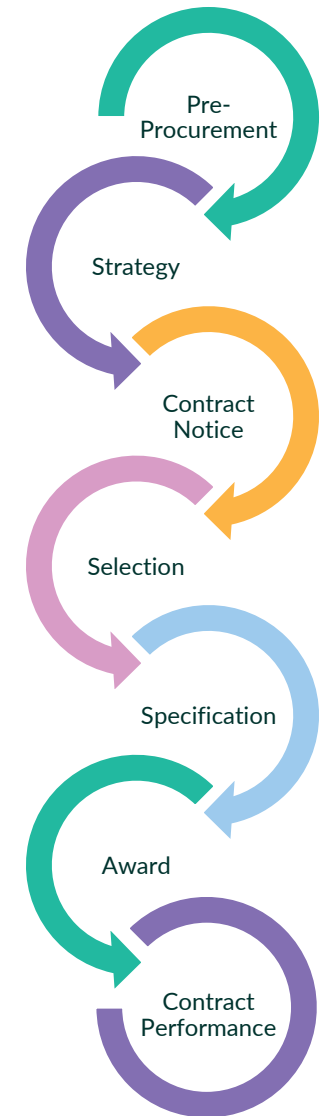 Pre-
Procurement
Strategy
Contract
Notice
Selection
Specification
Award
Contract
Performance